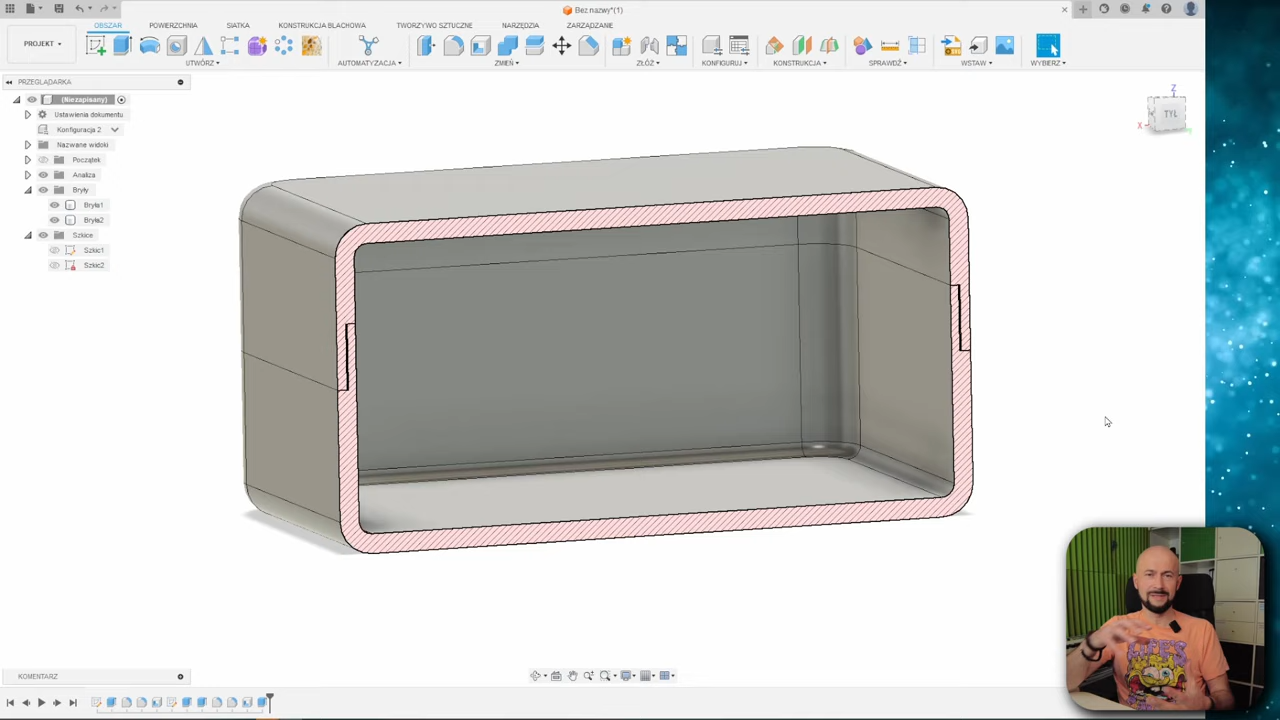 Bez nazwy*(1)
OBSZAR
POWIERZCHNIA
SIATKA
KONSTRUKCJA BLACHOWA
TWORZYWO SZTUCZNE
NARZĘDZIA
ZARZĄDZANIE
PROJEKT
UTWÓRZ
AUTOMATYZACJA
ZMIEŃ
ZŁÓŻ
KONFIGURUJ
KONSTRUKCJA
SPRAWDŹ
WSTAW
WYBIERZ
PRZEGLĄDARKA
(Niezapisany)
Ustawienia dokumentu
Konfiguracja 2
Nazwane widoki
Początek
Analiza
Bryły
Bryła1
Bryła2
Szkice
Szkic1
Szkic2
Z
TYŁ
X
KOMENTARZ